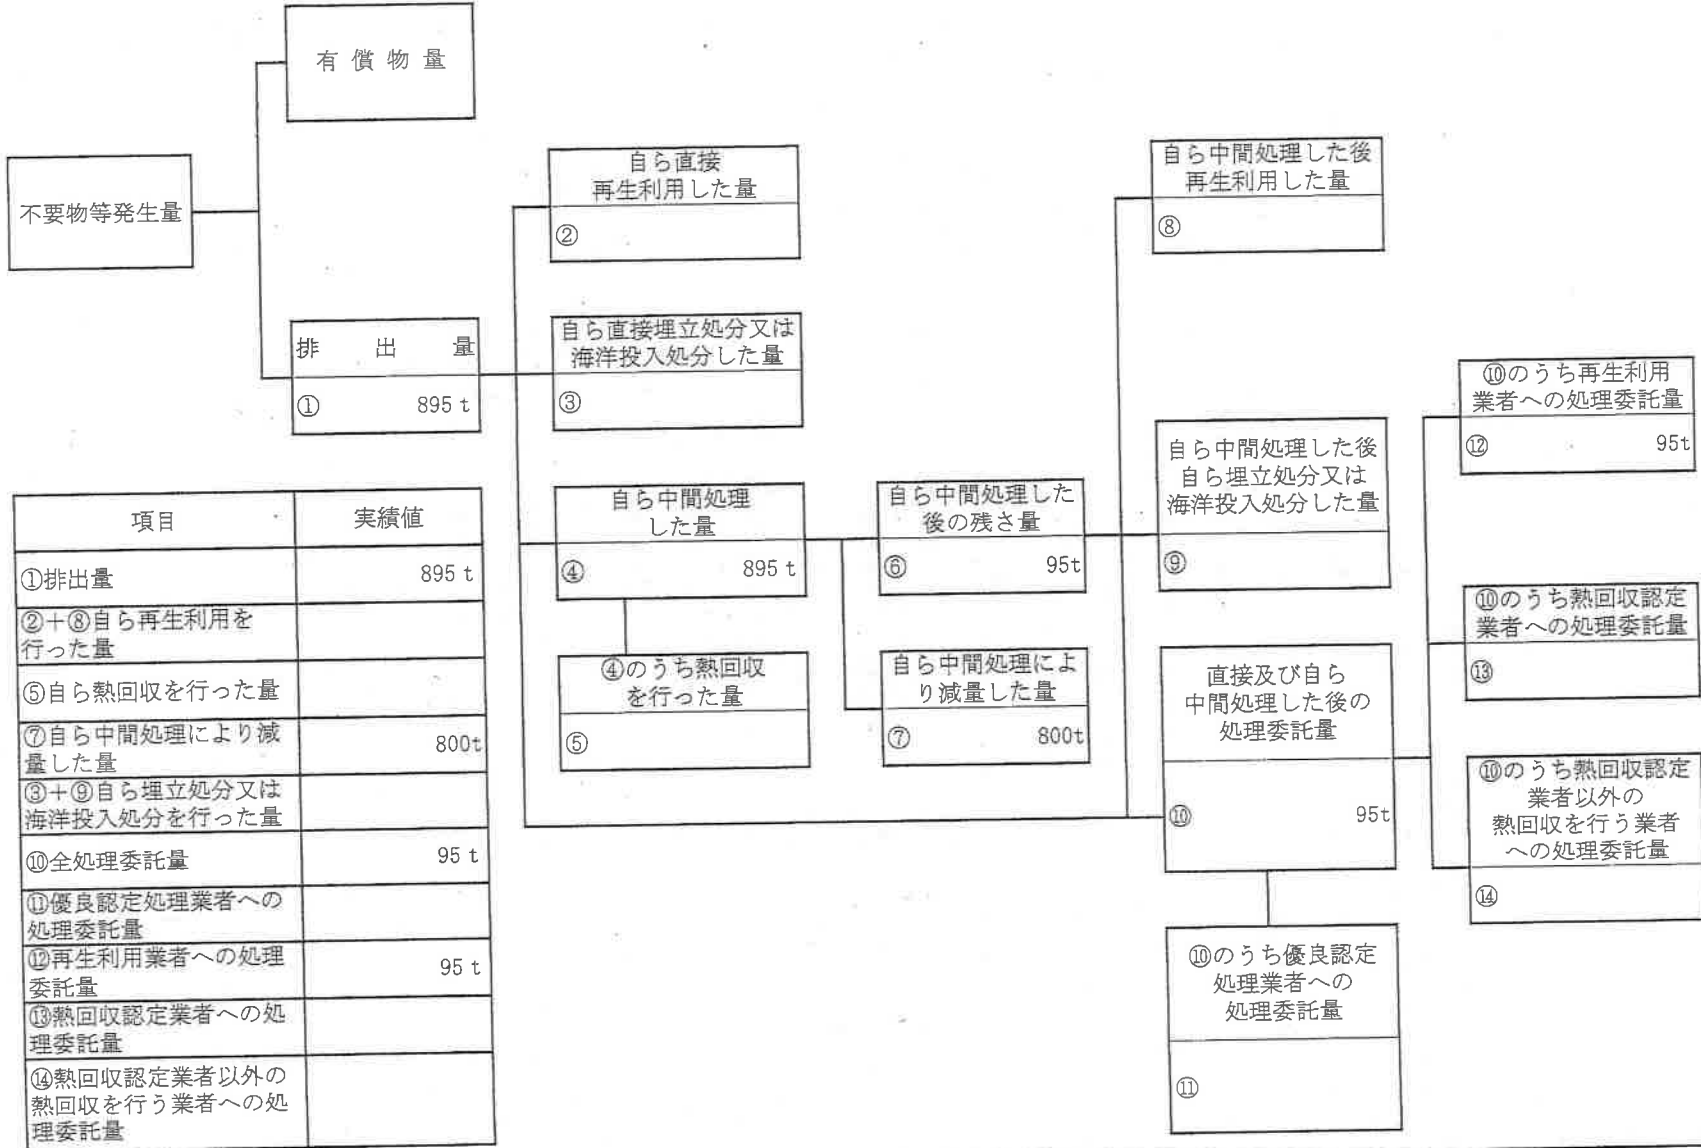 有償物量
不要物等発生量
排出量
① 895 t
自ら直接
再生利用した量
②
自ら直接埋立処分又は
海洋投入処分した量
③
自ら中間処理
した量
④ 895 t
④のうち熱回収
を行った量
⑤
自ら中間処理した
後の残さ量
⑥ 95t
自ら中間処理によ
り減量した量
⑦ 800t
自ら中間処理した後
再生利用した量
⑧
自ら中間処理した後
自ら埋立処分又は
海洋投入処分した量
⑨
直接及び自ら
中間処理した後の
処理委託量
⑩ 95t
⑩のうち優良認定
処理業者への
処理委託量
⑪
⑩のうち再生利用
業者への処理委託量
⑫ 95t
⑩のうち熱回収認定
業者への処理委託量
⑬
⑩のうち熱回収認定
業者以外の
熱回収を行う業者
への処理委託量
⑭
項目 実績値
①排出量 895 t
②+⑧自ら再生利用を
行った量
⑤自ら熱回収を行った量
⑦自ら中間処理により減
量した量 800t
③+⑨自ら埋立処分又は
海洋投入処分を行った量
⑩全処理委託量 95 t
⑪優良認定処理業者への
処理委託量
⑫再生利用業者への処理
委託量 95 t
⑬熱回収認定業者への処
理委託量
⑭熱回収認定業者以外の
熱回収を行う業者への処
理委託量